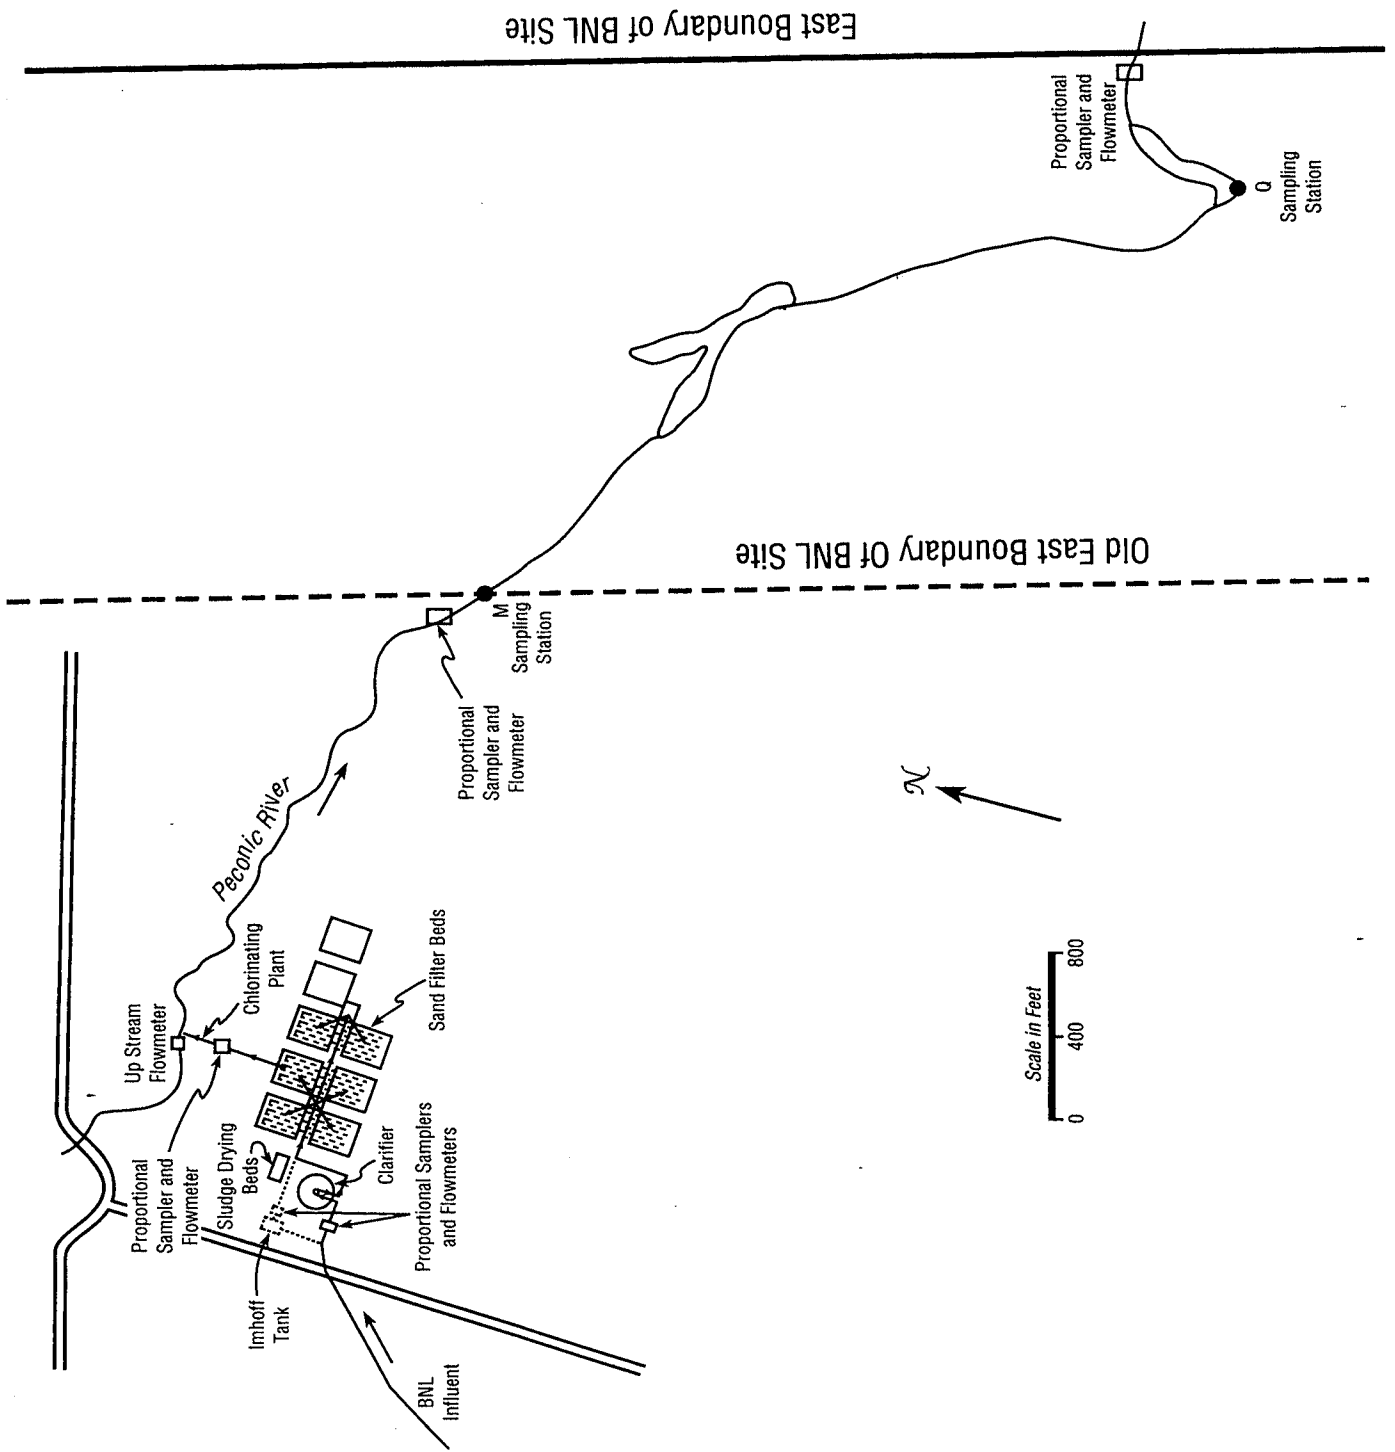 East Boundary of BNL Site
Proportional
Sampler and
Flowmeter
Q
Sampling
Station
Old East Boundary Of BNL Site
M
Sampling
Station
Proportional
Sampler and
Flowmeter
Peconic River
N
Up Stream
Flowmeter
Chlorinating
Plant
Sand Filter Beds
Scale in Feet
0
400
800
Proportional
Sampler and
Flowmeter
Sludge Drying
Beds
Clarifier
Proportional Samplers
and Flowmeters
Imhoff
Tank
BNL
Influent